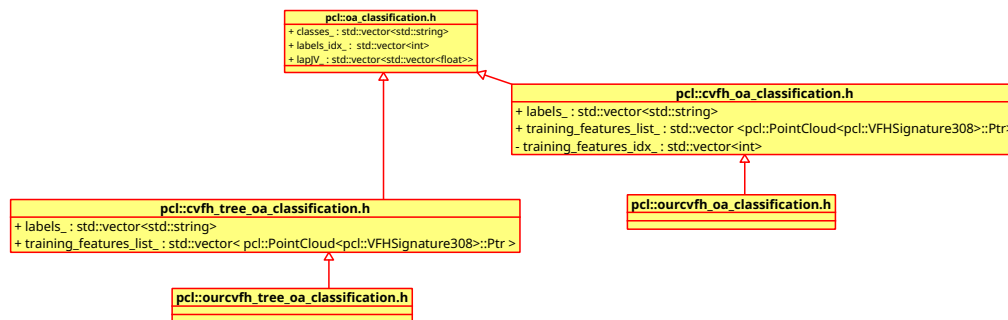 pcl::oa_classification.h
+ classes_ : std::vector<std::string>
+ labels_idx_ : std::vector<int>
+ lapJV_ : std::vector<std::vector<float>>
pcl::cvfh_oa_classification.h
+ labels_ : std::vector<std::string>
+ training_features_list_ : std::vector <pcl::PointCloud<pcl::VFHSignature308>::Ptr>
- training_features_idx_ : std::vector<int>
pcl::ourcvfh_oa_classification.h
pcl::cvfh_tree_oa_classification.h
+ labels_ : std::vector<std::string>
+ training_features_list_ : std::vector< pcl::PointCloud<pcl::VFHSignature308>::Ptr >
pcl::ourcvfh_tree_oa_classification.h